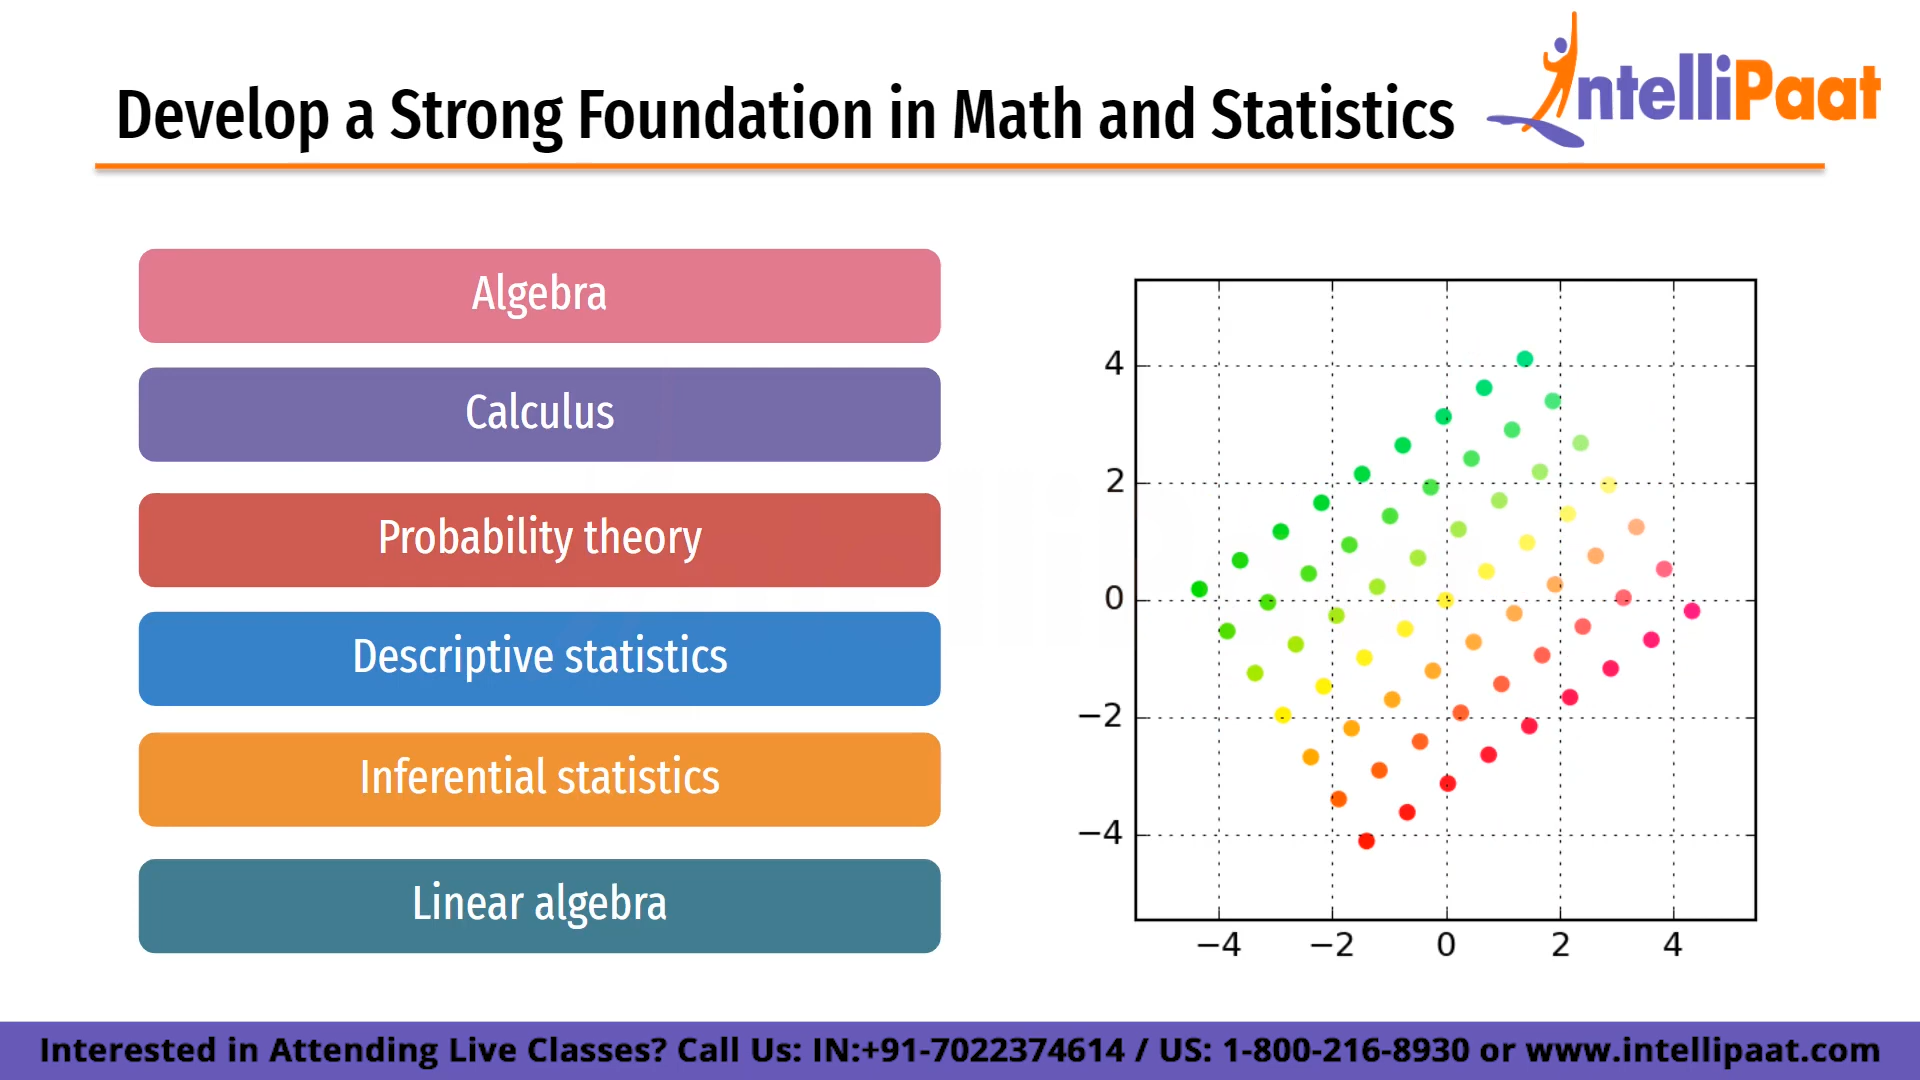 Develop a Strong Foundation in Math and Statistics
IntelliPaat
Algebra
Calculus
Probability theory
Descriptive statistics
Inferential statistics
Linear algebra
4
2
0
−2
−4
−4 −2 0 2 4
Interested in Attending Live Classes? Call Us: IN:+91-7022374614 / US: 1-800-216-8930 or www.intellipaat.com